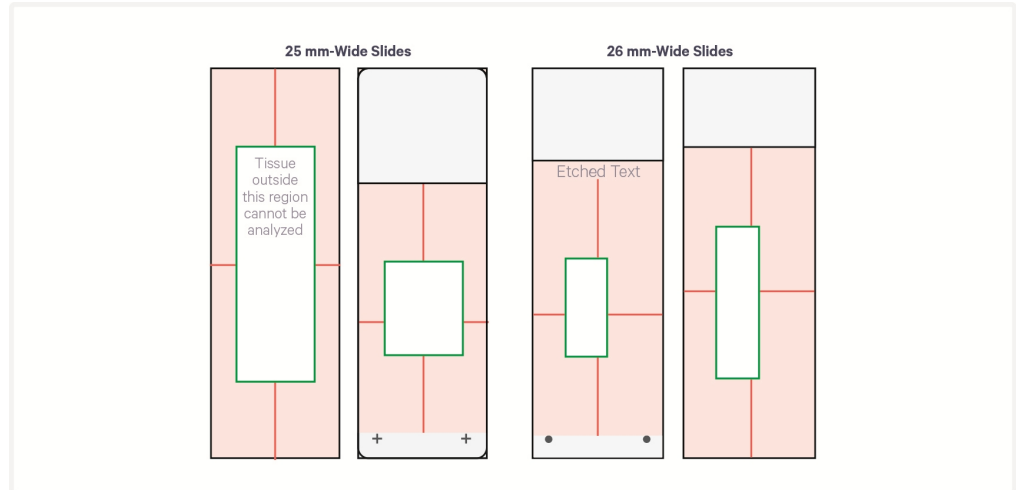 25 mm-Wide Slides
26 mm-Wide Slides
Tissue
outside
this region
cannot be
analyzed
Etched Text